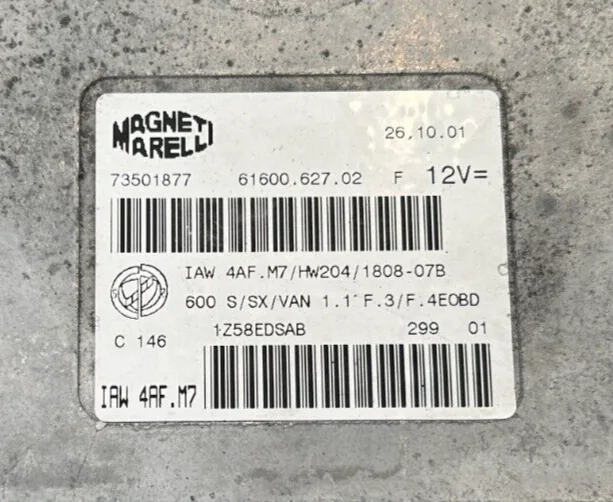 MAGNETI
MARELLI
26.10.01
73501877 61600.627.02 F 12V=
IAW 4AF.M7/HW204/1808-07B
600 S/SX/VAN 1.1 F.3/F.4EOBD
C 146 1Z58EDSAB 299 01
IAW 4AF.M7